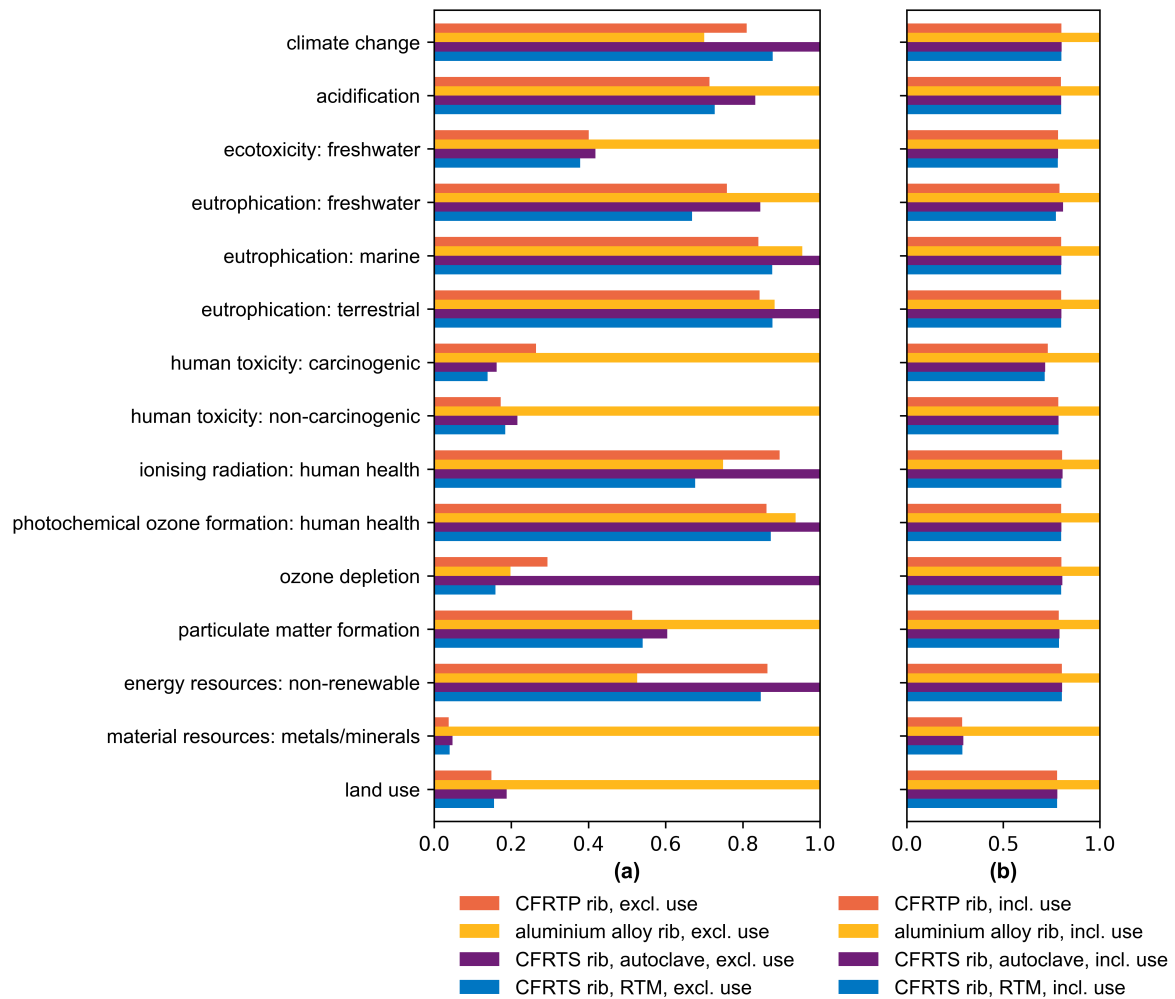 climate change
acidification
ecotoxicity: freshwater
eutrophication: freshwater
eutrophication: marine
eutrophication: terrestrial
human toxicity: carcinogenic
human toxicity: non-carcinogenic
ionising radiation: human health
photochemical ozone formation: human health
ozone depletion
particulate matter formation
energy resources: non-renewable
material resources: metals/minerals
land use
0.0 0.2 0.4 0.6 0.8 1.0
0.0 0.5 1.0
(a)
(b)
CFRTP rib, excl. use
aluminium alloy rib, excl. use
CFRTS rib, autoclave, excl. use
CFRTS rib, RTM, excl. use
CFRTP rib, incl. use
aluminium alloy rib, incl. use
CFRTS rib, autoclave, incl. use
CFRTS rib, RTM, incl. use